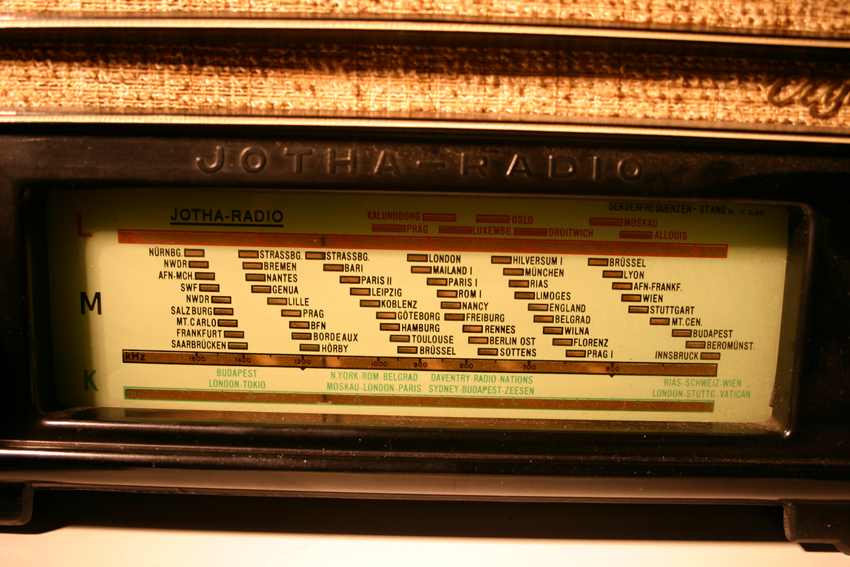 JOTHA-RADIO
JOTHA-RADIO
SENDERFREQUENZEN - STAND
L
KALUNDBORG OSLO MOSKAU
PRAG LUXEMBG. DROITWICH ALLOUIS
NÜRNBG. STRASSBG. STRASSBG. LONDON HILVERSUM I BRÜSSEL
NWDR BREMEN BARI MAILAND I MÜNCHEN LYON
AFN-MCH. NANTES PARIS II PARIS I RIAS AFN-FRANKF.
SWF GENUA LEIPZIG ROM I LIMOGES WIEN
M
NWDR LILLE KOBLENZ NANCY ENGLAND STUTTGART
SALZBURG PRAG GÖTEBORG FREIBURG BELGRAD MT.CEN.
MT.CARLO BFN HAMBURG RENNES WILNA BUDAPEST
FRANKFURT BORDEAUX TOULOUSE BERLIN OST FLORENZ BEROMÜNST.
SAARBRÜCKEN HÖRBY BRÜSSEL SOTTENS PRAG I INNSBRUCK
kHz 1600 1400 1200 1000 900 800 700 600
K
BUDAPEST N.YORK-ROM-BELGRAD DAVENTRY-RADIO-NATIONS RIAS-SCHWEIZ-WIEN
LONDON-TOKIO MOSKAU-LONDON-PARIS SYDNEY-BUDAPEST-ZEESEN LONDON-STUTTG.-VATICAN